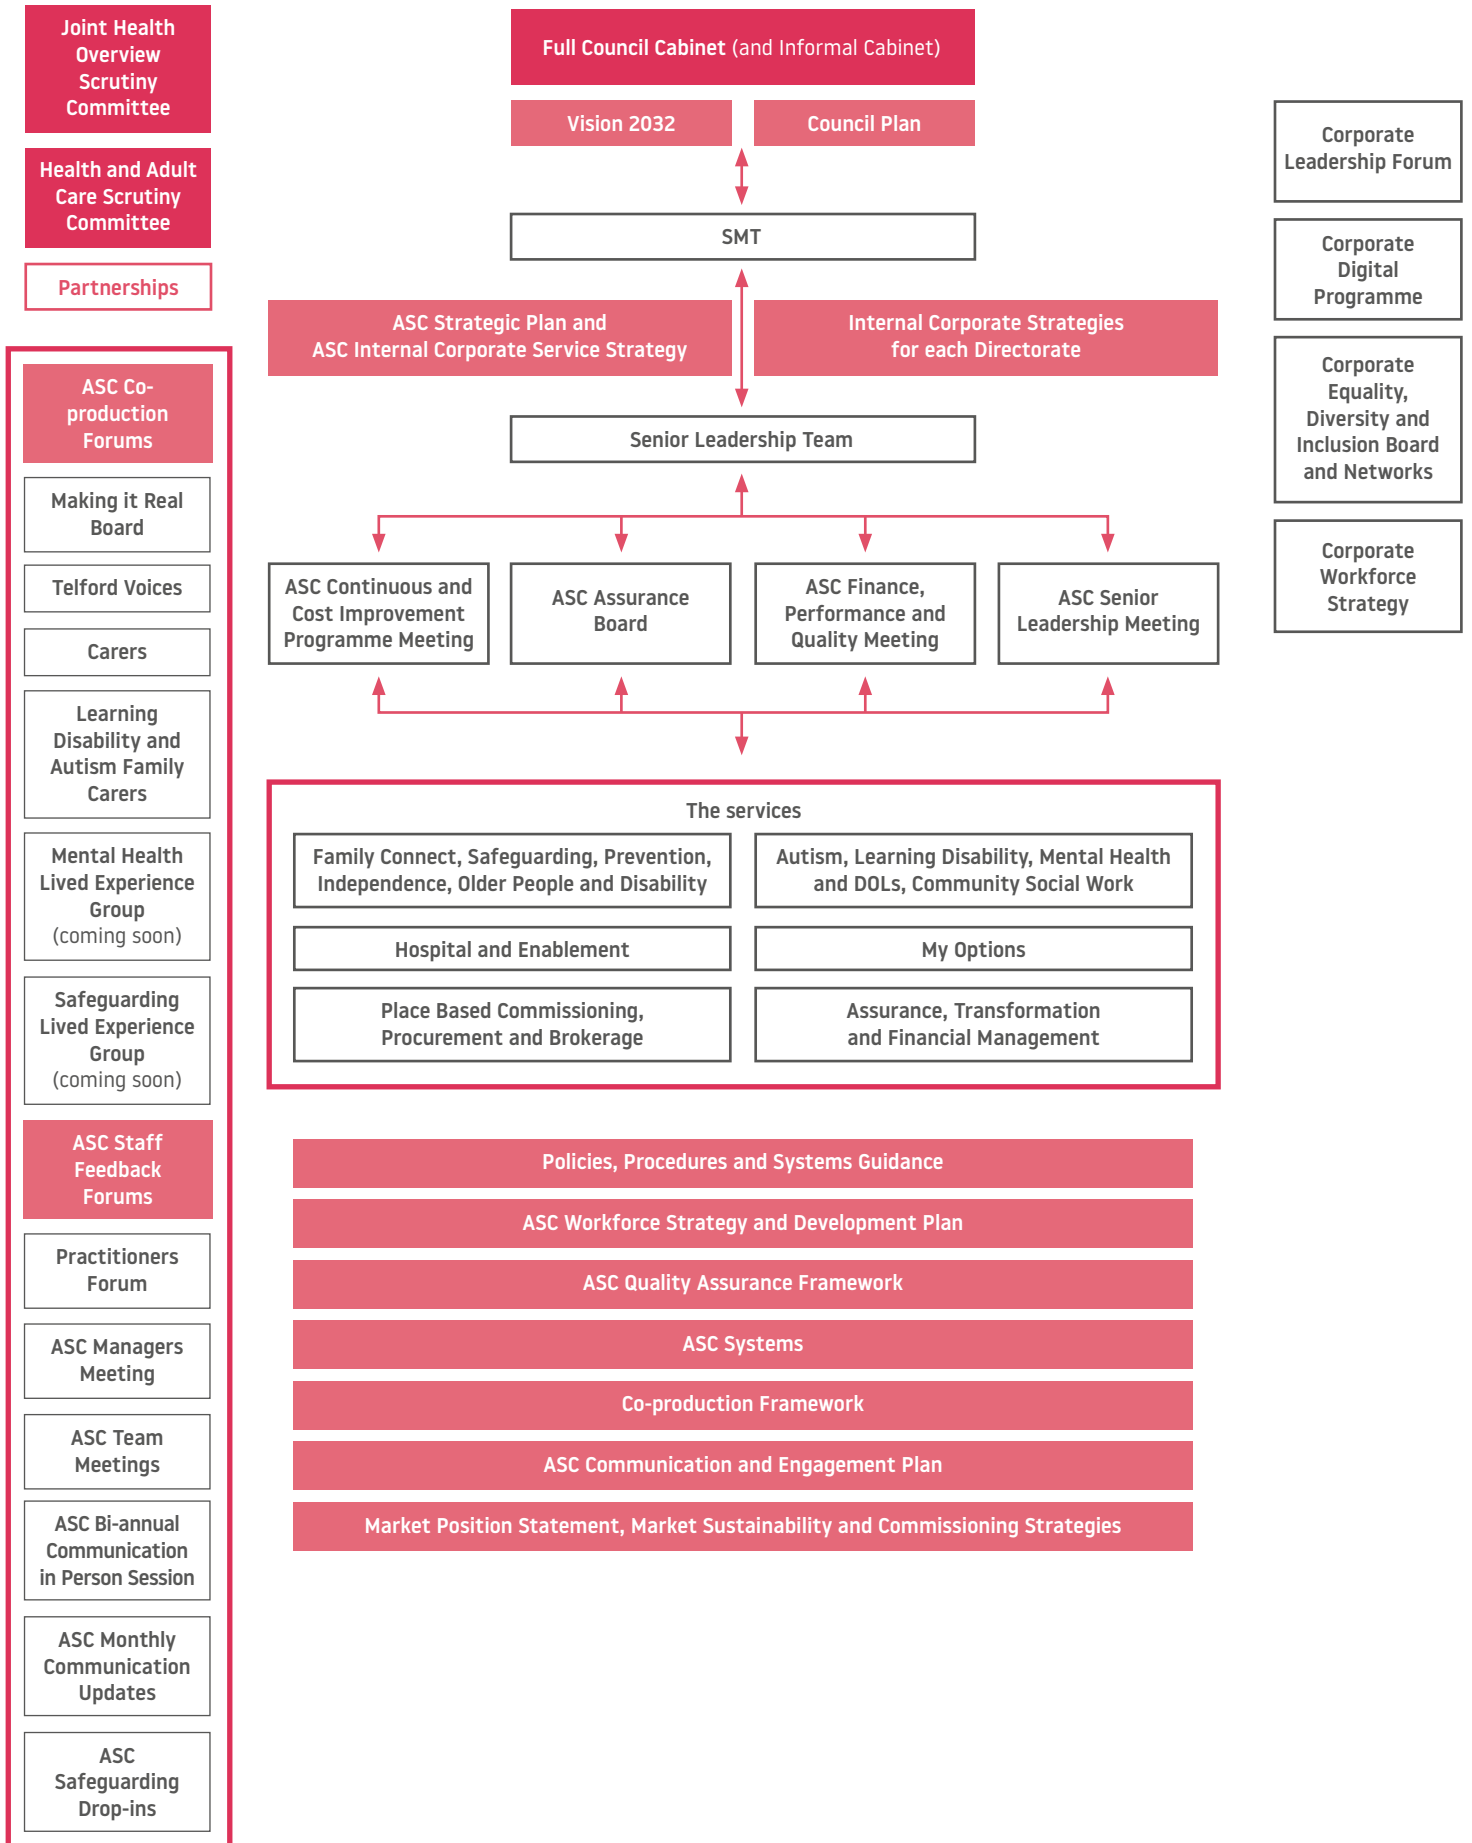 Joint Health
Overview
Scrutiny
Committee
Health and Adult
Care Scrutiny
Committee
Partnerships
ASC Co-
production
Forums
Making it Real
Board
Telford Voices
Carers
Learning
Disability and
Autism Family
Carers
Mental Health
Lived Experience
Group
(coming soon)
Safeguarding
Lived Experience
Group
(coming soon)
ASC Staff
Feedback
Forums
Practitioners
Forum
ASC Managers
Meeting
ASC Team
Meetings
ASC Bi-annual
Communication
in Person Session
ASC Monthly
Communication
Updates
ASC
Safeguarding
Drop-ins
Full Council Cabinet (and Informal Cabinet)
Vision 2032
Council Plan
SMT
ASC Strategic Plan and
ASC Internal Corporate Service Strategy
Internal Corporate Strategies
for each Directorate
Senior Leadership Team
ASC Continuous and
Cost Improvement
Programme Meeting
ASC Assurance
Board
ASC Finance,
Performance and
Quality Meeting
ASC Senior
Leadership Meeting
The services
Family Connect, Safeguarding, Prevention,
Independence, Older People and Disability
Autism, Learning Disability, Mental Health
and DOLs, Community Social Work
Hospital and Enablement
My Options
Place Based Commissioning,
Procurement and Brokerage
Assurance, Transformation
and Financial Management
Policies, Procedures and Systems Guidance
ASC Workforce Strategy and Development Plan
ASC Quality Assurance Framework
ASC Systems
Co-production Framework
ASC Communication and Engagement Plan
Market Position Statement, Market Sustainability and Commissioning Strategies
Corporate
Leadership Forum
Corporate
Digital
Programme
Corporate
Equality,
Diversity and
Inclusion Board
and Networks
Corporate
Workforce
Strategy